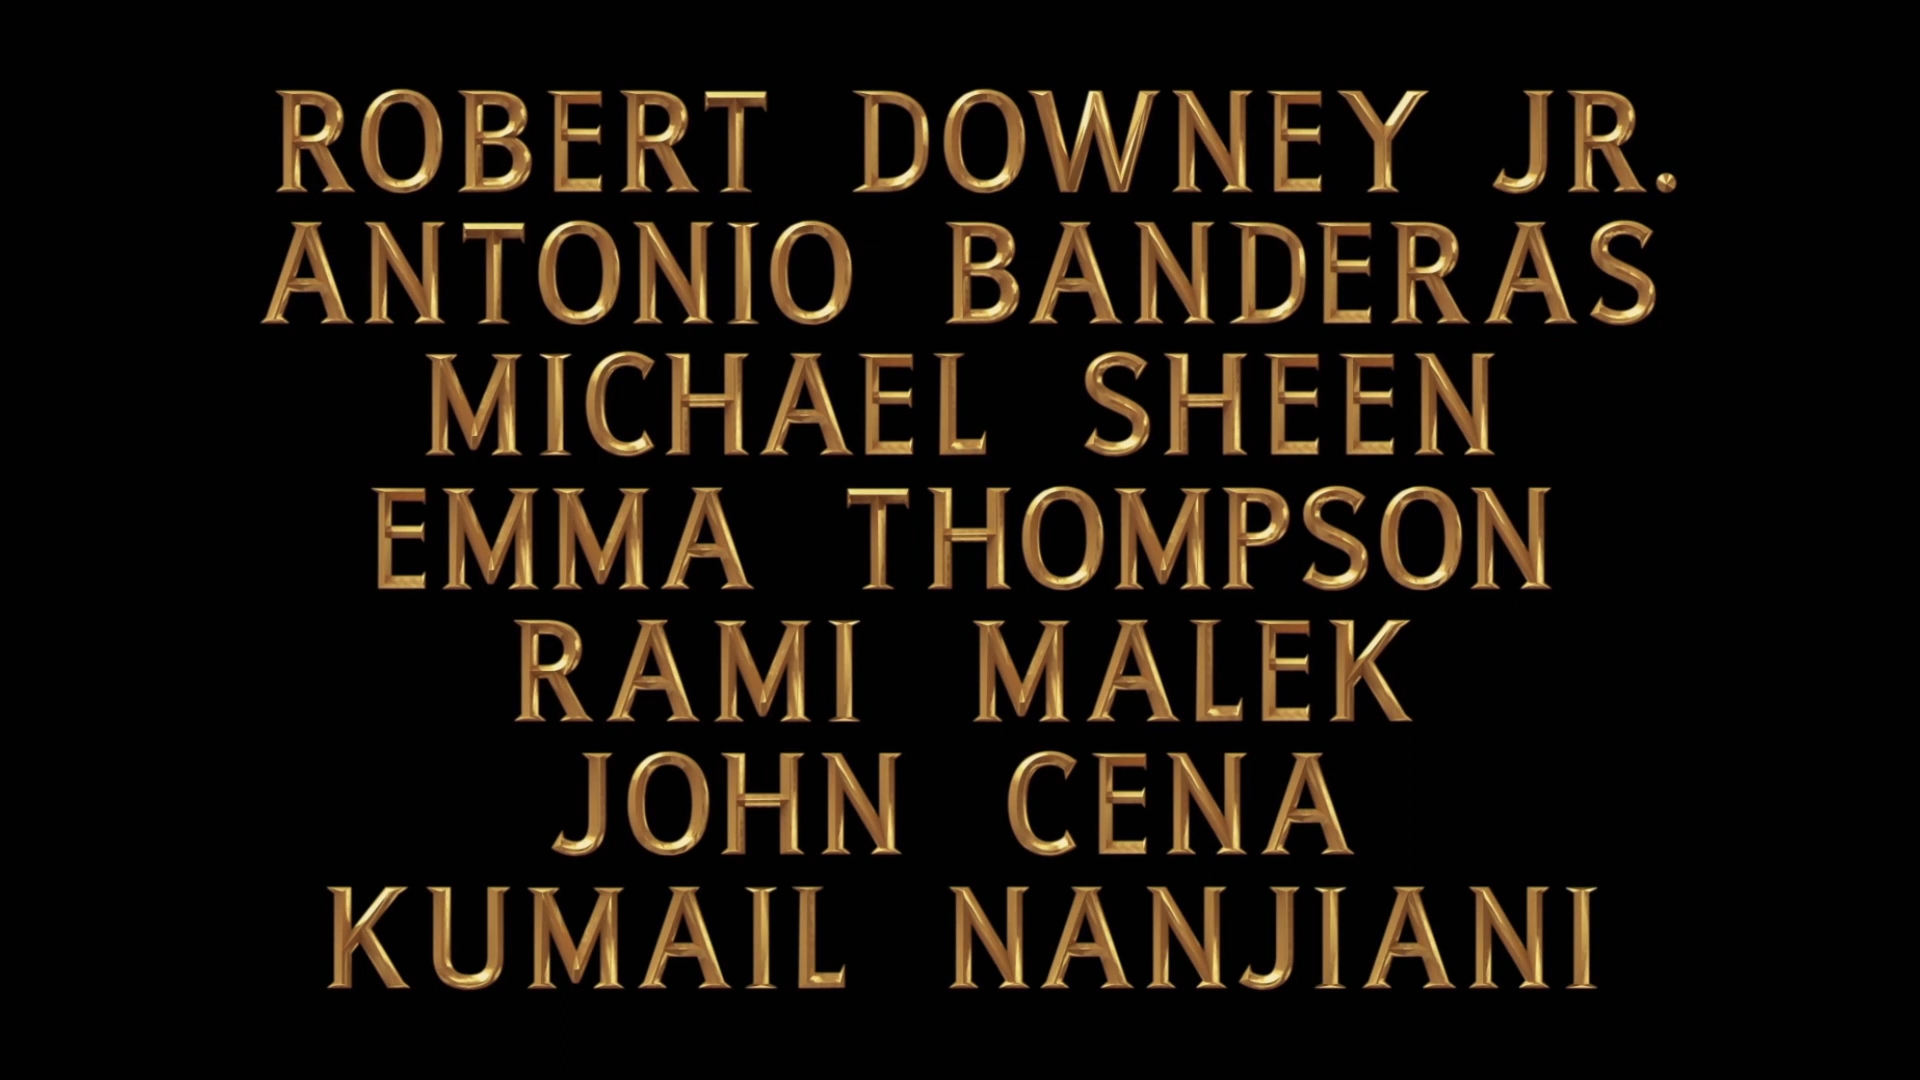 ROBERT DOWNEY JR.
ANTONIO BANDERAS
MICHAEL SHEEN
EMMA THOMPSON
RAMI MALEK
JOHN CENA
KUMAIL NANJIANI